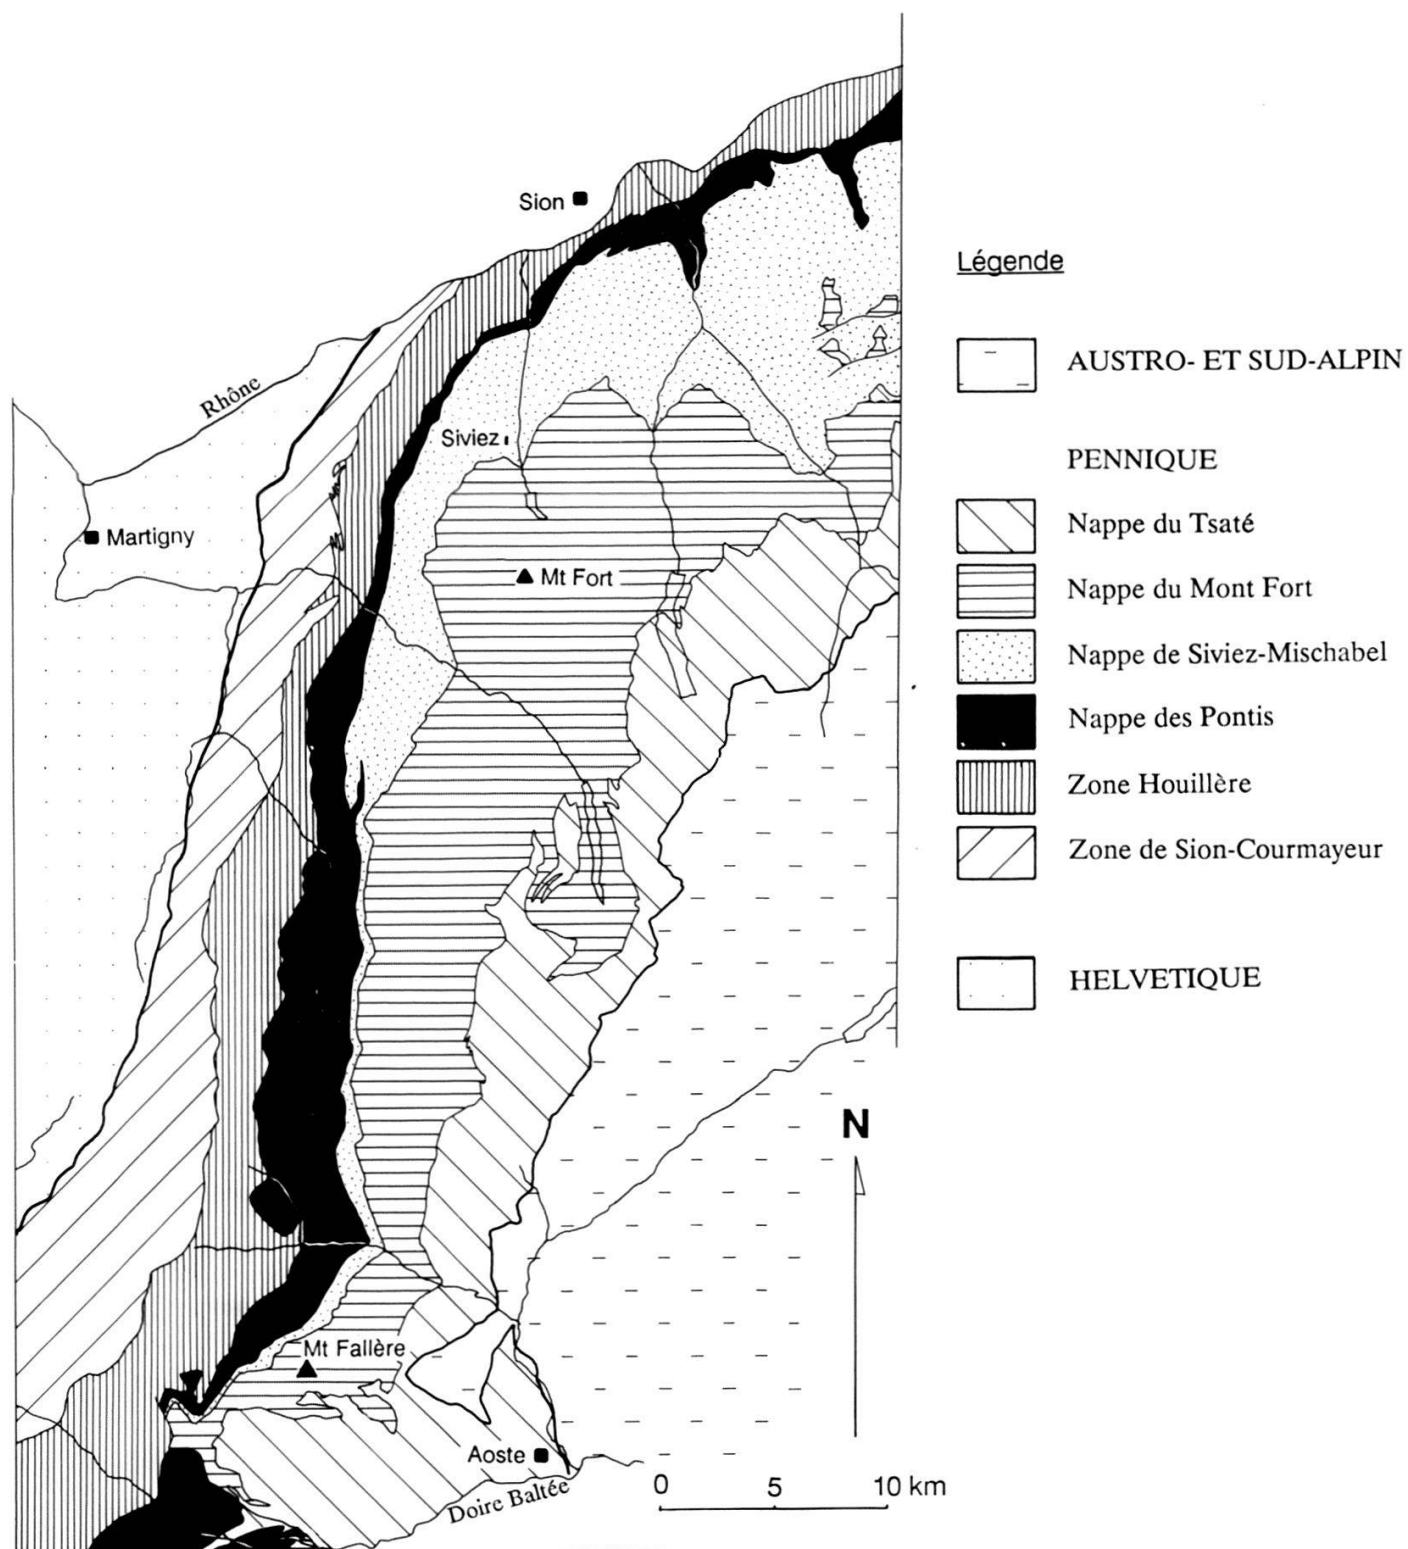 Sion
Rhône
Siviez
Martigny
Mt Fort
Mt Fallère
Aoste
Doire Baltée
N
0 5 10 km
Légende
AUSTRO- ET SUD-ALPIN
PENNIQUE
Nappe du Tsaté
Nappe du Mont Fort
Nappe de Siviez-Mischabel
Nappe des Pontis
Zone Houillère
Zone de Sion-Courmayeur
HELVETIQUE